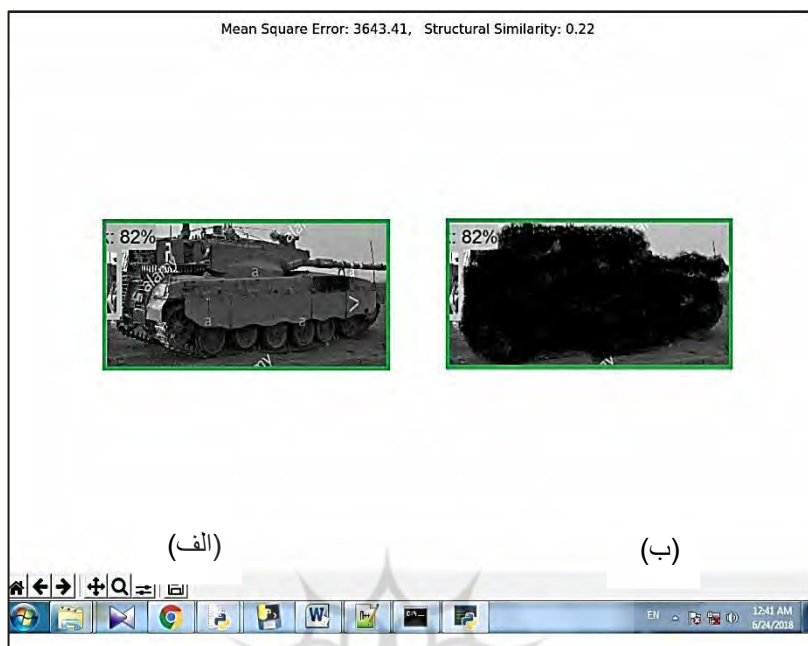 Mean Square Error: 3643.41, Structural Similarity: 0.22
: 82%
: 82%
alamy
a
a
a
(الف)
(ب)
EN
12:41 AM
6/24/2018